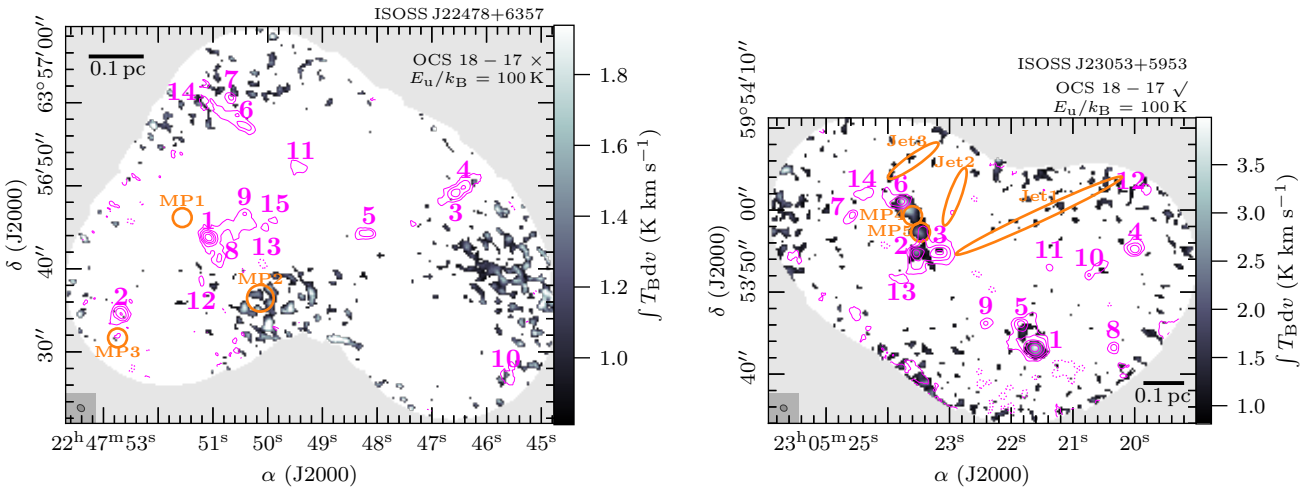 ISOSS J22478+6357
OCS 18 − 17 ×
E_u/k_B = 100 K
0.1 pc
63°57′00″
56′50″
40″
30″
δ (J2000)
14
7
6
11
4
3
MP1
9
15
1
8
13
5
MP2
12
2
MP3
10
22ʰ47ᵐ53ˢ
51ˢ
50ˢ
49ˢ
48ˢ
47ˢ
46ˢ
45ˢ
α (J2000)
1.8
1.6
1.4
1.2
1.0
∫ T_B dv (K km s⁻¹)
ISOSS J23053+5953
OCS 18 − 17 ✓
E_u/k_B = 100 K
59°54′10″
00″
53′50″
40″
δ (J2000)
Jet3
Jet2
Jet1
14
6
12
7
MP4
MP5
2
3
11
10
4
13
9
5
1
8
0.1 pc
23ʰ05ᵐ25ˢ
23ˢ
22ˢ
21ˢ
20ˢ
α (J2000)
3.5
3.0
2.5
2.0
1.5
1.0
∫ T_B dv (K km s⁻¹)